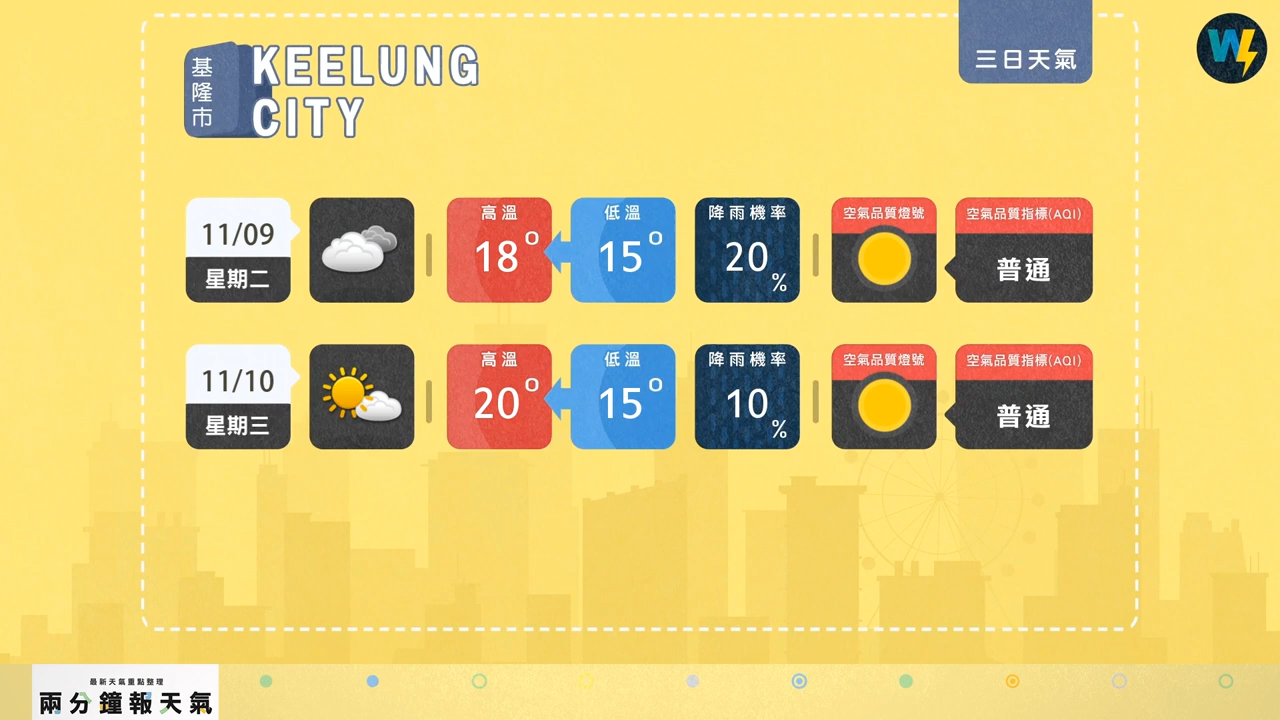 基隆市
KEELUNG
CITY
三日天氣
W
11/09
星期二
高溫
18°
低溫
15°
降雨機率
20%
空氣品質燈號
空氣品質指標(AQI)
普通
11/10
星期三
高溫
20°
低溫
15°
降雨機率
10%
空氣品質燈號
空氣品質指標(AQI)
普通
最新天氣重點整理
兩分鐘報天氣